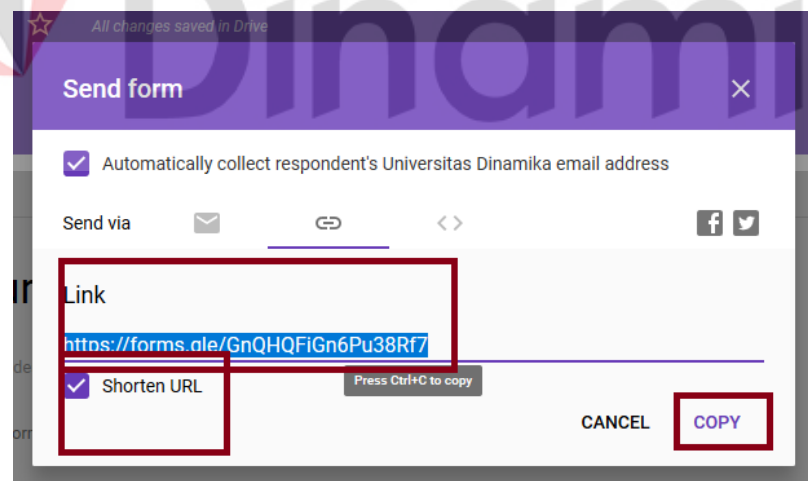 Dinami
All changes saved in Drive
Send form
Automatically collect respondent's Universitas Dinamika email address
Send via
Link
https://forms.gle/GnQHQFiGn6Pu38Rf7
Shorten URL
Press Ctrl+C to copy
CANCEL COPY